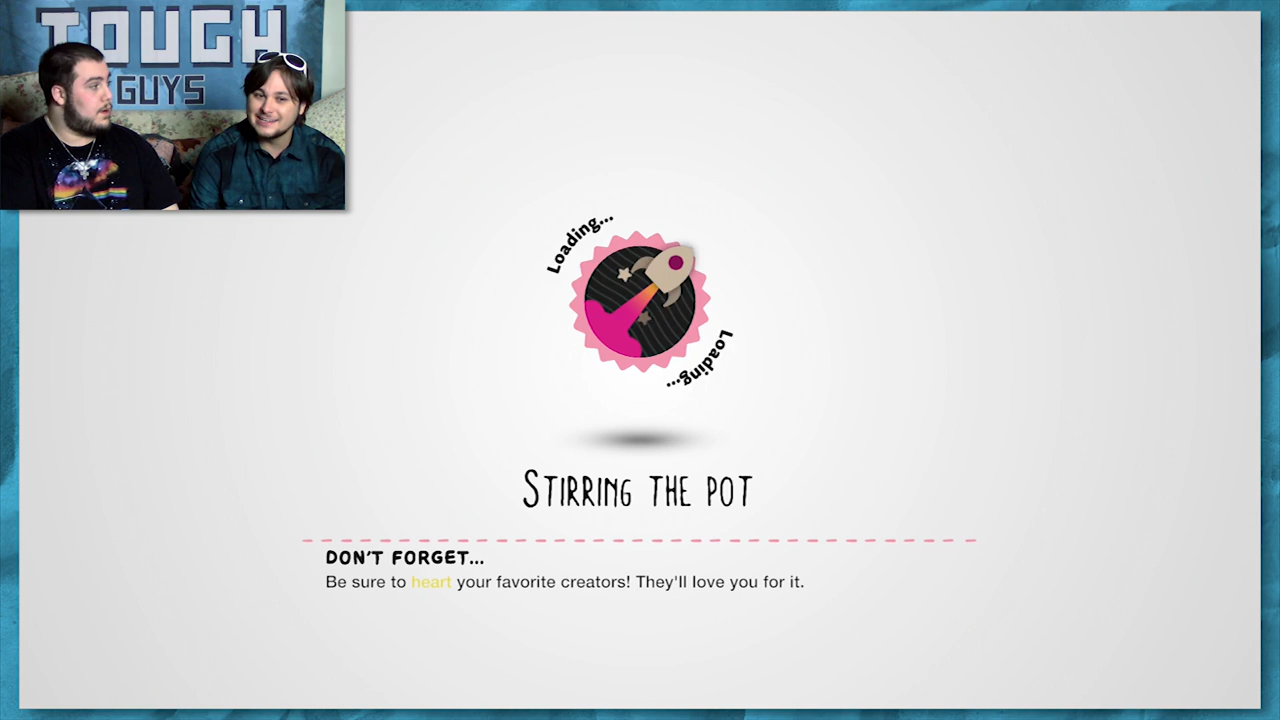 TOUGH
GUYS
Loading...
Loading...
STIRRING THE POT
DON'T FORGET...
Be sure to heart your favorite creators! They'll love you for it.